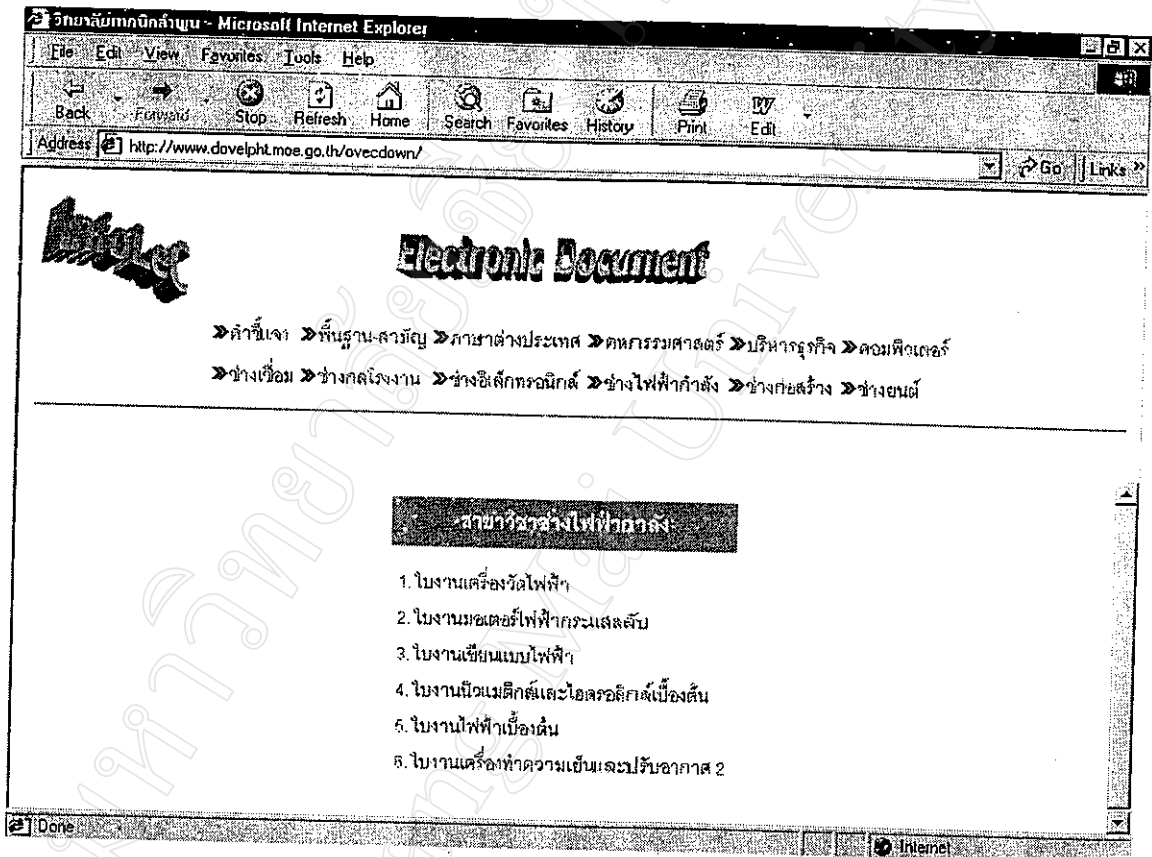 วิทยาลัยเทคนิคลำพูน - Microsoft Internet Explorer
File Edit View Favorites Tools Help
Back Forward Stop Refresh Home Search Favorites History Print Edit
Address http://www.dovelpht.moe.go.th/ovecdown/ Go Links »
Electronic Document
»คำชี้แจง »พื้นฐาน-สามัญ »ภาษาต่างประเทศ »คหกรรมศาสตร์ »บริหารธุรกิจ »คอมพิวเตอร์
»ช่างเชื่อม »ช่างกลโรงงาน »ช่างอิเล็กทรอนิกส์ »ช่างไฟฟ้ากำลัง »ช่างก่อสร้าง »ช่างยนต์
สาขาวิชาช่างไฟฟ้ากำลัง
1. ใบงานเครื่องวัดไฟฟ้า
2. ใบงานมอเตอร์ไฟฟ้ากระแสสลับ
3. ใบงานเขียนแบบไฟฟ้า
4. ใบงานนิวแมติกส์และไฮดรอลิกส์เบื้องต้น
5. ใบงานไฟฟ้าเบื้องต้น
6. ใบงานเครื่องทำความเย็นและปรับอากาศ 2
Done Internet